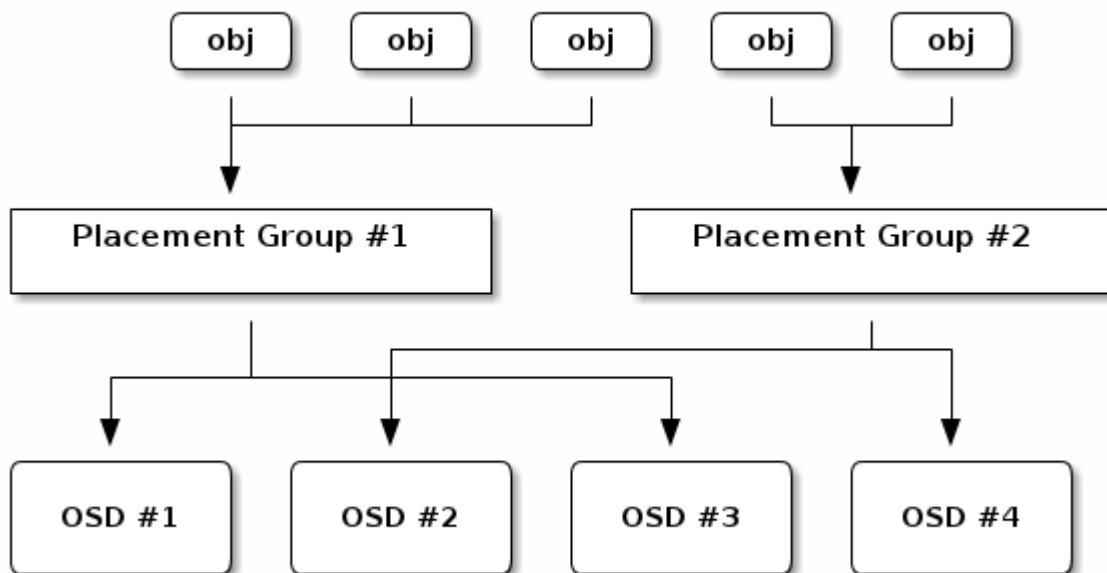 obj obj obj obj obj
Placement Group #1 Placement Group #2
OSD #1 OSD #2 OSD #3 OSD #4